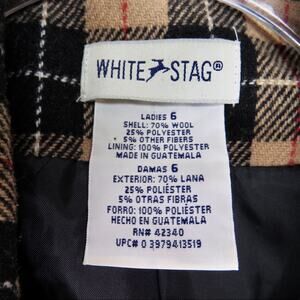 WHITE STAG®
LADIES 6
SHELL: 70% WOOL
25% POLYESTER
5% OTHER FIBERS
LINING: 100% POLYESTER
MADE IN GUATEMALA
DAMAS 6
EXTERIOR: 70% LANA
25% POLIÉSTER
5% OTRAS FIBRAS
FORRO: 100% POLIÉSTER
HECHO EN GUATEMALA
RN# 42340
UPC# 0 3979413519